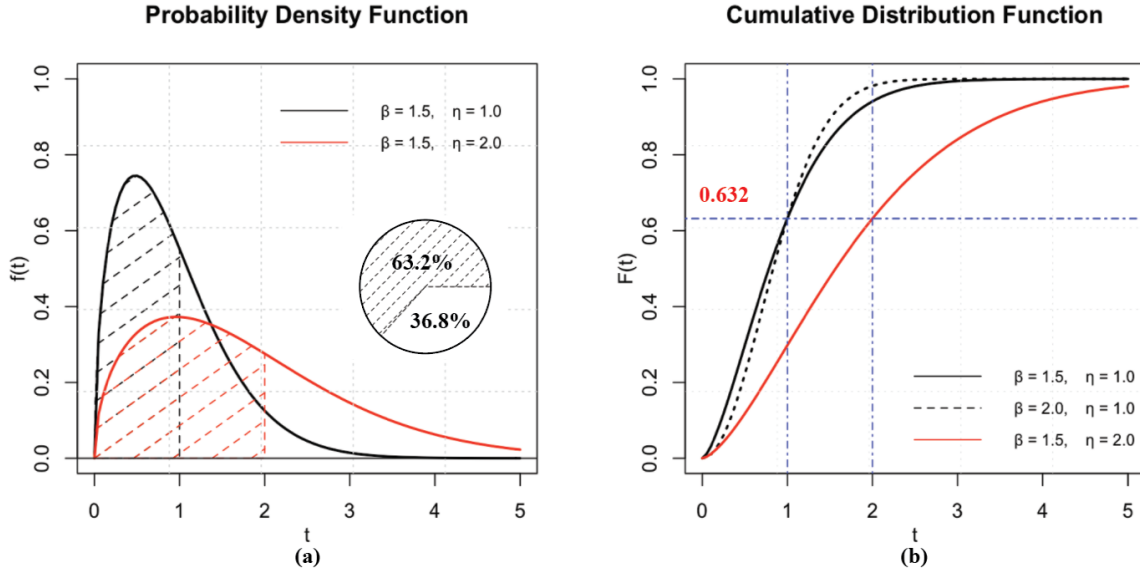 Probability Density Function
1.0
0.8
0.6
0.4
0.2
0.0
f(t)
β = 1.5,    η = 1.0
β = 1.5,    η = 2.0
63.2%
36.8%
0 1 2 3 4 5
t
(a)
Cumulative Distribution Function
1.0
0.8
0.6
0.4
0.2
0.0
F(t)
0.632
β = 1.5,    η = 1.0
β = 2.0,    η = 1.0
β = 1.5,    η = 2.0
0 1 2 3 4 5
t
(b)